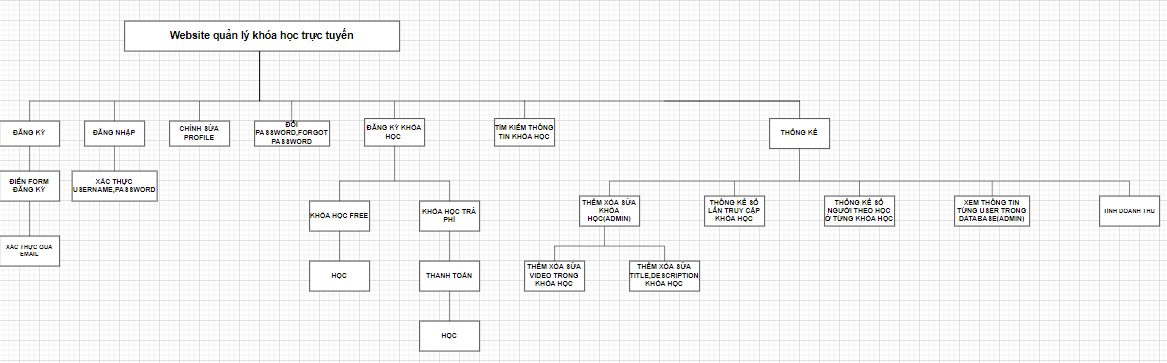 Website quản lý khóa học trực tuyến
ĐĂNG KÝ
ĐĂNG NHẬP
CHỈNH SỬA
PROFILE
ĐỔI
PASSWORD,FORGOT
PASSWORD
ĐĂNG KÝ KHÓA
HỌC
TÌM KIẾM THÔNG
TIN KHÓA HỌC
THỐNG KÊ
ĐIỀN FORM
ĐĂNG KÝ
XÁC THỰC
USERNAME,PASSWORD
XÁC THỰC QUA
EMAIL
KHÓA HỌC FREE
KHÓA HỌC TRẢ
PHÍ
HỌC
THANH TOÁN
HỌC
THÊM XÓA SỬA
KHÓA
HỌC(ADMIN)
THỐNG KÊ SỐ
LẦN TRUY CẬP
KHÓA HỌC
THỐNG KÊ SỐ
NGƯỜI THEO HỌC
Ở TỪNG KHÓA HỌC
XEM THÔNG TIN
TỪNG USER TRONG
DATABASE(ADMIN)
TÍNH DOANH THU
THÊM XÓA SỬA
VIDEO TRONG
KHÓA HỌC
THÊM XÓA SỬA
TITLE,DESCRIPTION
KHÓA HỌC